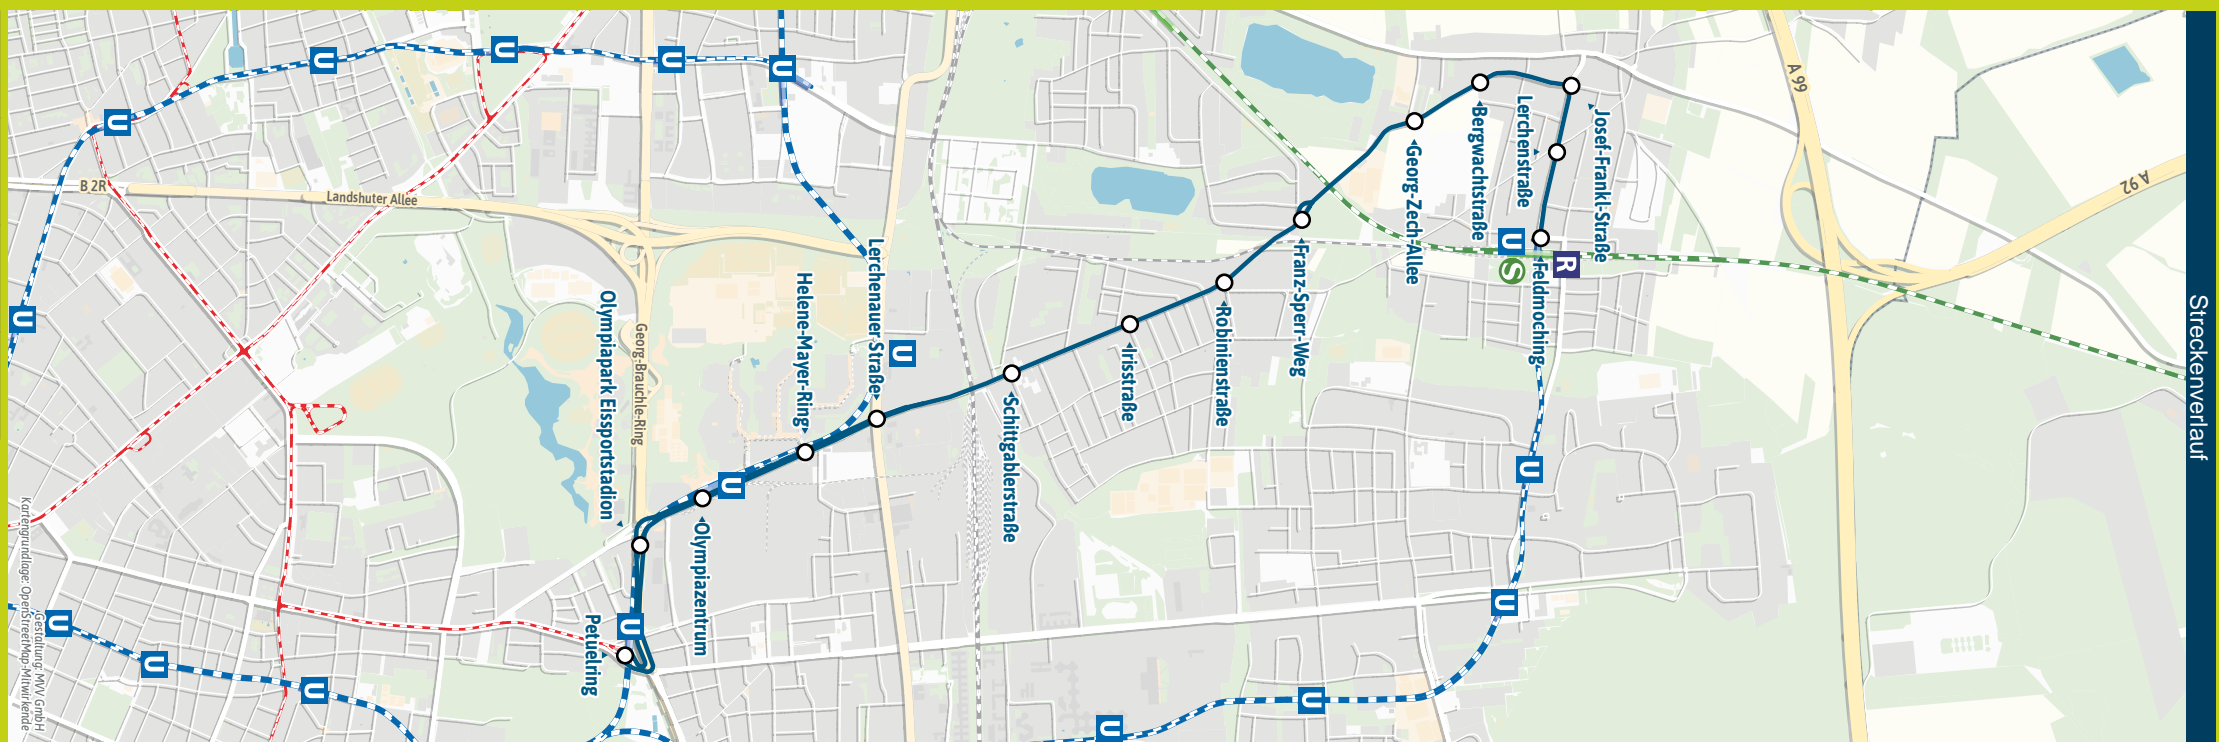 Streckenverlauf
A 99
A 92
Josef-Frankl-Straße
Lerchenstraße
Bergwachtstraße
Georg-Zech-Allee
R
U
S
Feldmoching
Franz-Sperr-Weg
Robinienstraße
Irisstraße
Schittgablerstraße
Lerchenauer Straße
U
Helene-Mayer-Ring
U
Olympiazentrum
Olympiapark Eissportstadion
Georg-Brauchle-Ring
U
Petuelring
Landshuter Allee
B 2R
U
U
U
U
U
U
U
U
U
U
U
U
U
Gestaltung: MVV GmbH
Kartengrundlage: OpenStreetMap-Mitwirkende